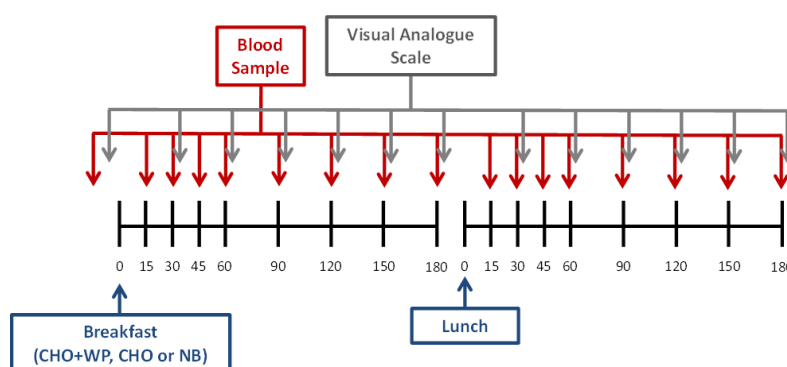 Blood
Sample
Visual Analogue
Scale
0 15 30 45 60 90 120 150 180 0 15 30 45 60 90 120 150 180
Breakfast
(CHO+WP, CHO or NB)
Lunch